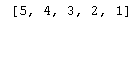 [5, 4, 3, 2, 1]